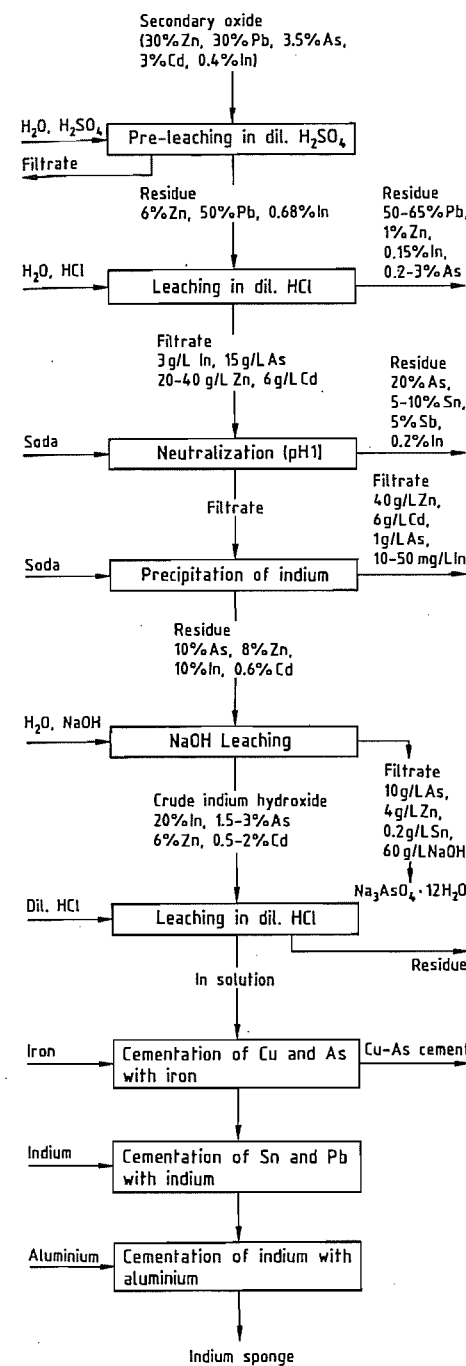 Secondary oxide
(30% Zn, 30% Pb, 3.5% As,
3% Cd, 0.4% In)
H₂O, H₂SO₄
Pre-leaching in dil. H₂SO₄
Filtrate
Residue
6% Zn, 50% Pb, 0.68% In
Residue
50-65% Pb,
1% Zn,
0.15% In,
0.2-3% As
H₂O, HCl
Leaching in dil. HCl
Filtrate
3 g/L In, 15 g/L As
20-40 g/L Zn, 6 g/L Cd
Residue
20% As,
5-10% Sn,
5% Sb,
0.2% In
Soda
Neutralization (pH1)
Filtrate
Filtrate
40 g/L Zn,
6 g/L Cd,
1 g/L As,
10-50 mg/L In
Soda
Precipitation of indium
Residue
10% As, 8% Zn,
10% In, 0.6% Cd
H₂O, NaOH
NaOH Leaching
Filtrate
10 g/L As,
4 g/L Zn,
0.2 g/L Sn,
60 g/L NaOH
Na₃AsO₄ · 12H₂O
Crude indium hydroxide
20% In, 1.5-3% As
6% Zn, 0.5-2% Cd
Dil. HCl
Leaching in dil. HCl
Residue
In solution
Iron
Cementation of Cu and As
with iron
Cu-As cement
Indium
Cementation of Sn and Pb
with indium
Aluminium
Cementation of indium with
aluminium
Indium sponge